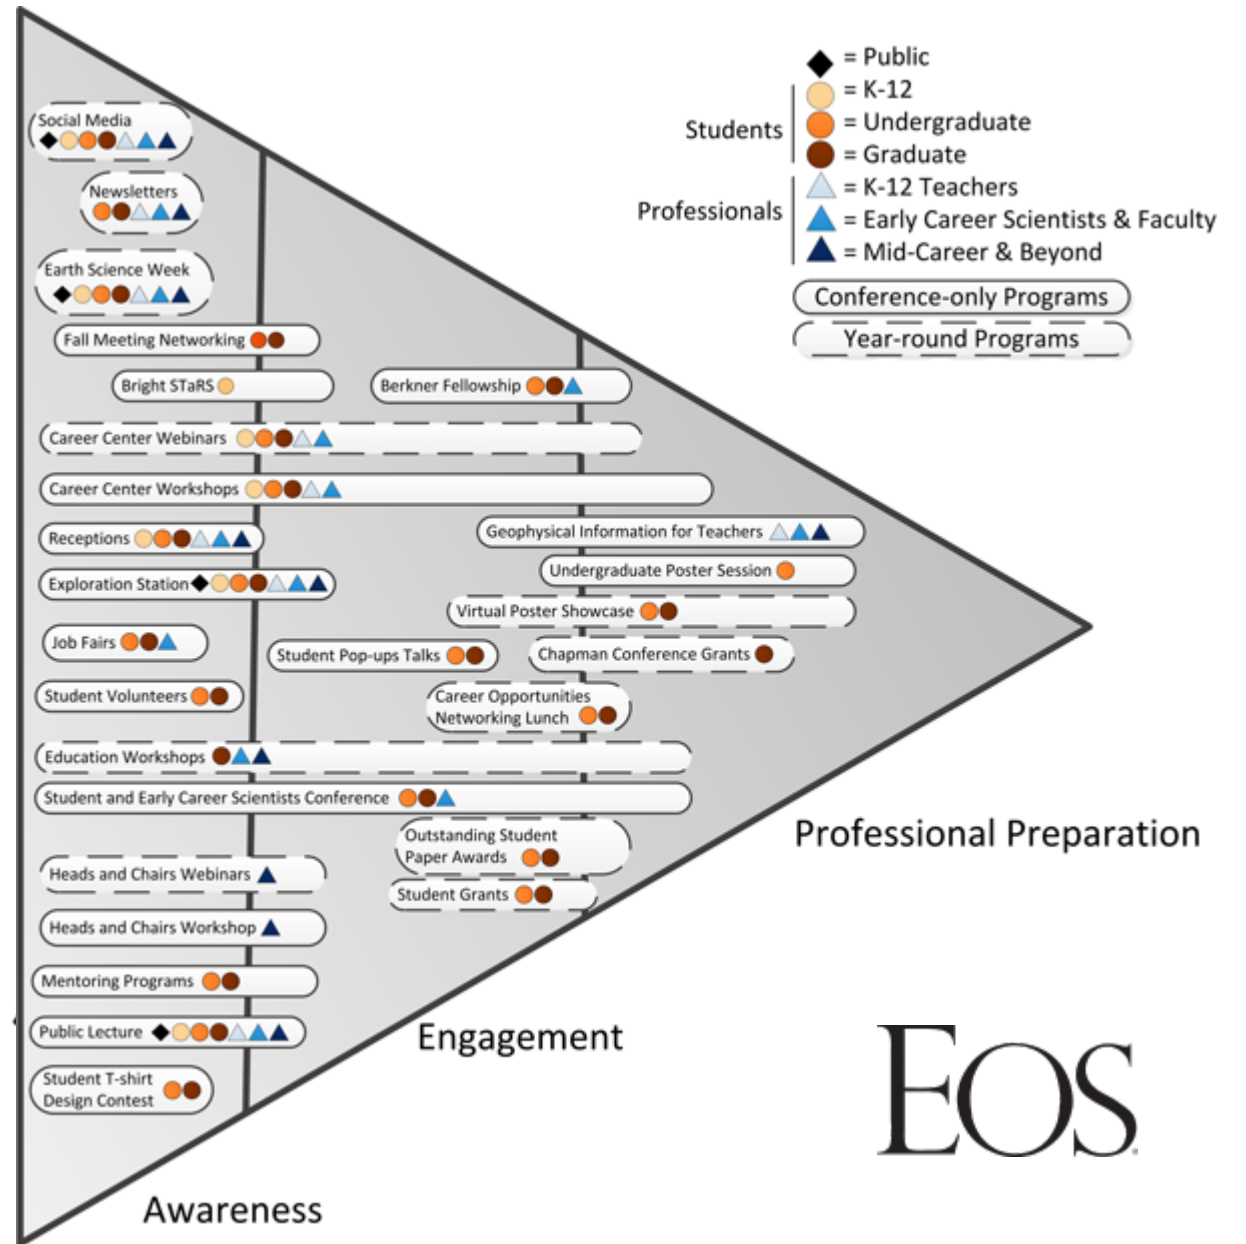 = Public
= K-12
Students
= Undergraduate
= Graduate
= K-12 Teachers
Professionals
= Early Career Scientists & Faculty
= Mid-Career & Beyond
Conference-only Programs
Year-round Programs
Social Media
Newsletters
Earth Science Week
Fall Meeting Networking
Bright STaRS
Berkner Fellowship
Career Center Webinars
Career Center Workshops
Receptions
Geophysical Information for Teachers
Exploration Station
Undergraduate Poster Session
Virtual Poster Showcase
Job Fairs
Student Pop-ups Talks
Chapman Conference Grants
Student Volunteers
Career Opportunities
Networking Lunch
Education Workshops
Student and Early Career Scientists Conference
Outstanding Student
Paper Awards
Heads and Chairs Webinars
Student Grants
Heads and Chairs Workshop
Mentoring Programs
Public Lecture
Student T-shirt
Design Contest
Professional Preparation
Engagement
Awareness
EOS